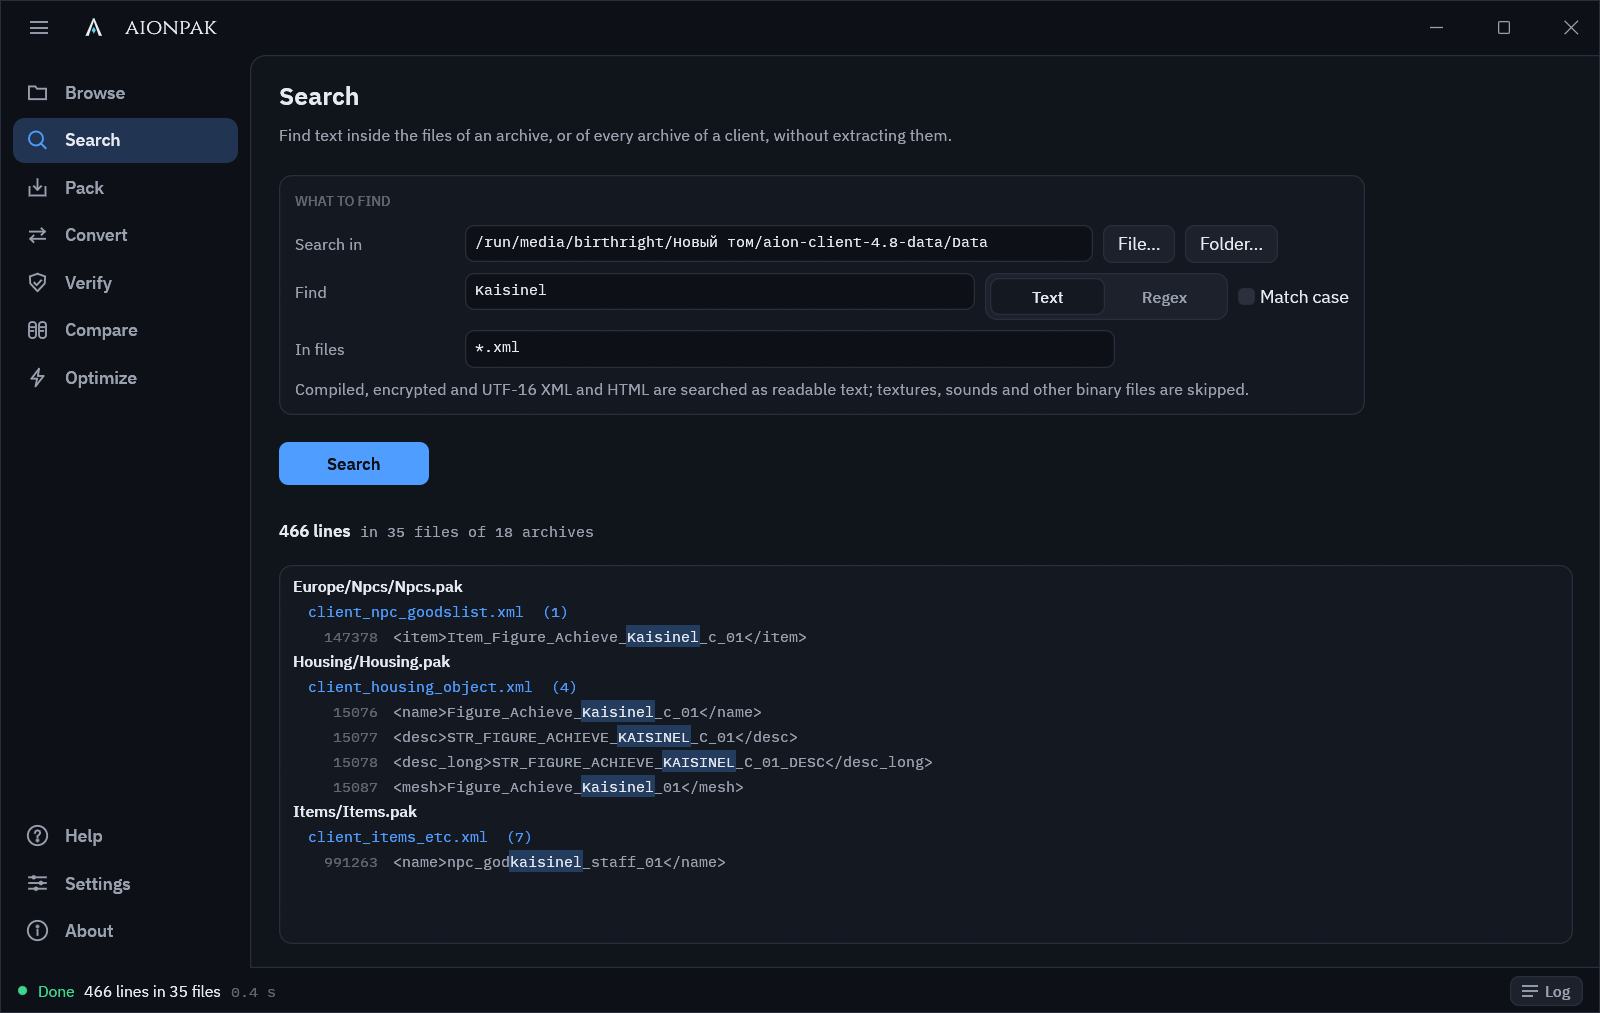 AIONPAK
Browse
Search
Pack
Convert
Verify
Compare
Optimize
Help
Settings
About
Search
Find text inside the files of an archive, or of every archive of a client, without extracting them.
WHAT TO FIND
Search in /run/media/birthright/Новый том/aion-client-4.8-data/Data File... Folder...
Find Kaisinel Text Regex Match case
In files *.xml
Compiled, encrypted and UTF-16 XML and HTML are searched as readable text; textures, sounds and other binary files are skipped.
Search
466 lines in 35 files of 18 archives
Europe/Npcs/Npcs.pak
client_npc_goodslist.xml (1)
147378 <item>Item_Figure_Achieve_Kaisinel_c_01</item>
Housing/Housing.pak
client_housing_object.xml (4)
15076 <name>Figure_Achieve_Kaisinel_c_01</name>
15077 <desc>STR_FIGURE_ACHIEVE_KAISINEL_C_01</desc>
15078 <desc_long>STR_FIGURE_ACHIEVE_KAISINEL_C_01_DESC</desc_long>
15087 <mesh>Figure_Achieve_Kaisinel_01</mesh>
Items/Items.pak
client_items_etc.xml (7)
991263 <name>npc_godkaisinel_staff_01</name>
Done 466 lines in 35 files 0.4 s
Log